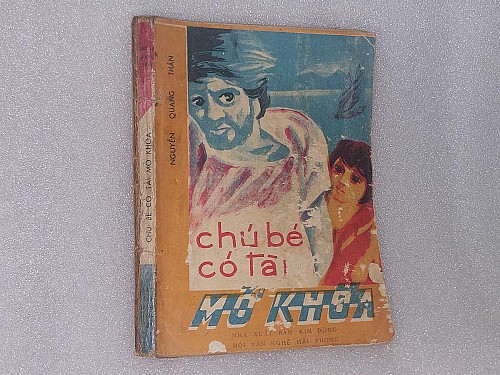 CHÚ BÉ CÓ TÀI MỞ KHÓA
NGUYỄN QUANG THÂN
chú bé
có tài
MỞ KHÓA
NHÀ XUẤT BẢN KIM ĐỒNG
HỘI VĂN NGHỆ HẢI PHÒNG